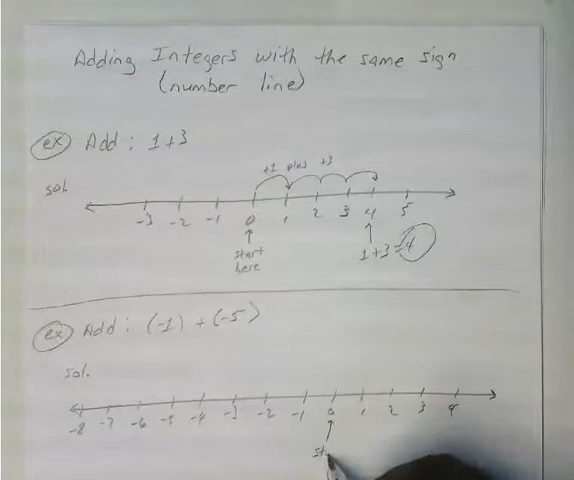 Adding Integers with the same sign
(number line)
ex Add: 1+3
+1 plus +3
sol.
-3 -2 -1 0 1 2 3 4 5
start
here
1+3=4
ex Add: (-1) + (-5)
sol.
-8 -7 -6 -5 -4 -3 -2 -1 0 1 2 3 4
st